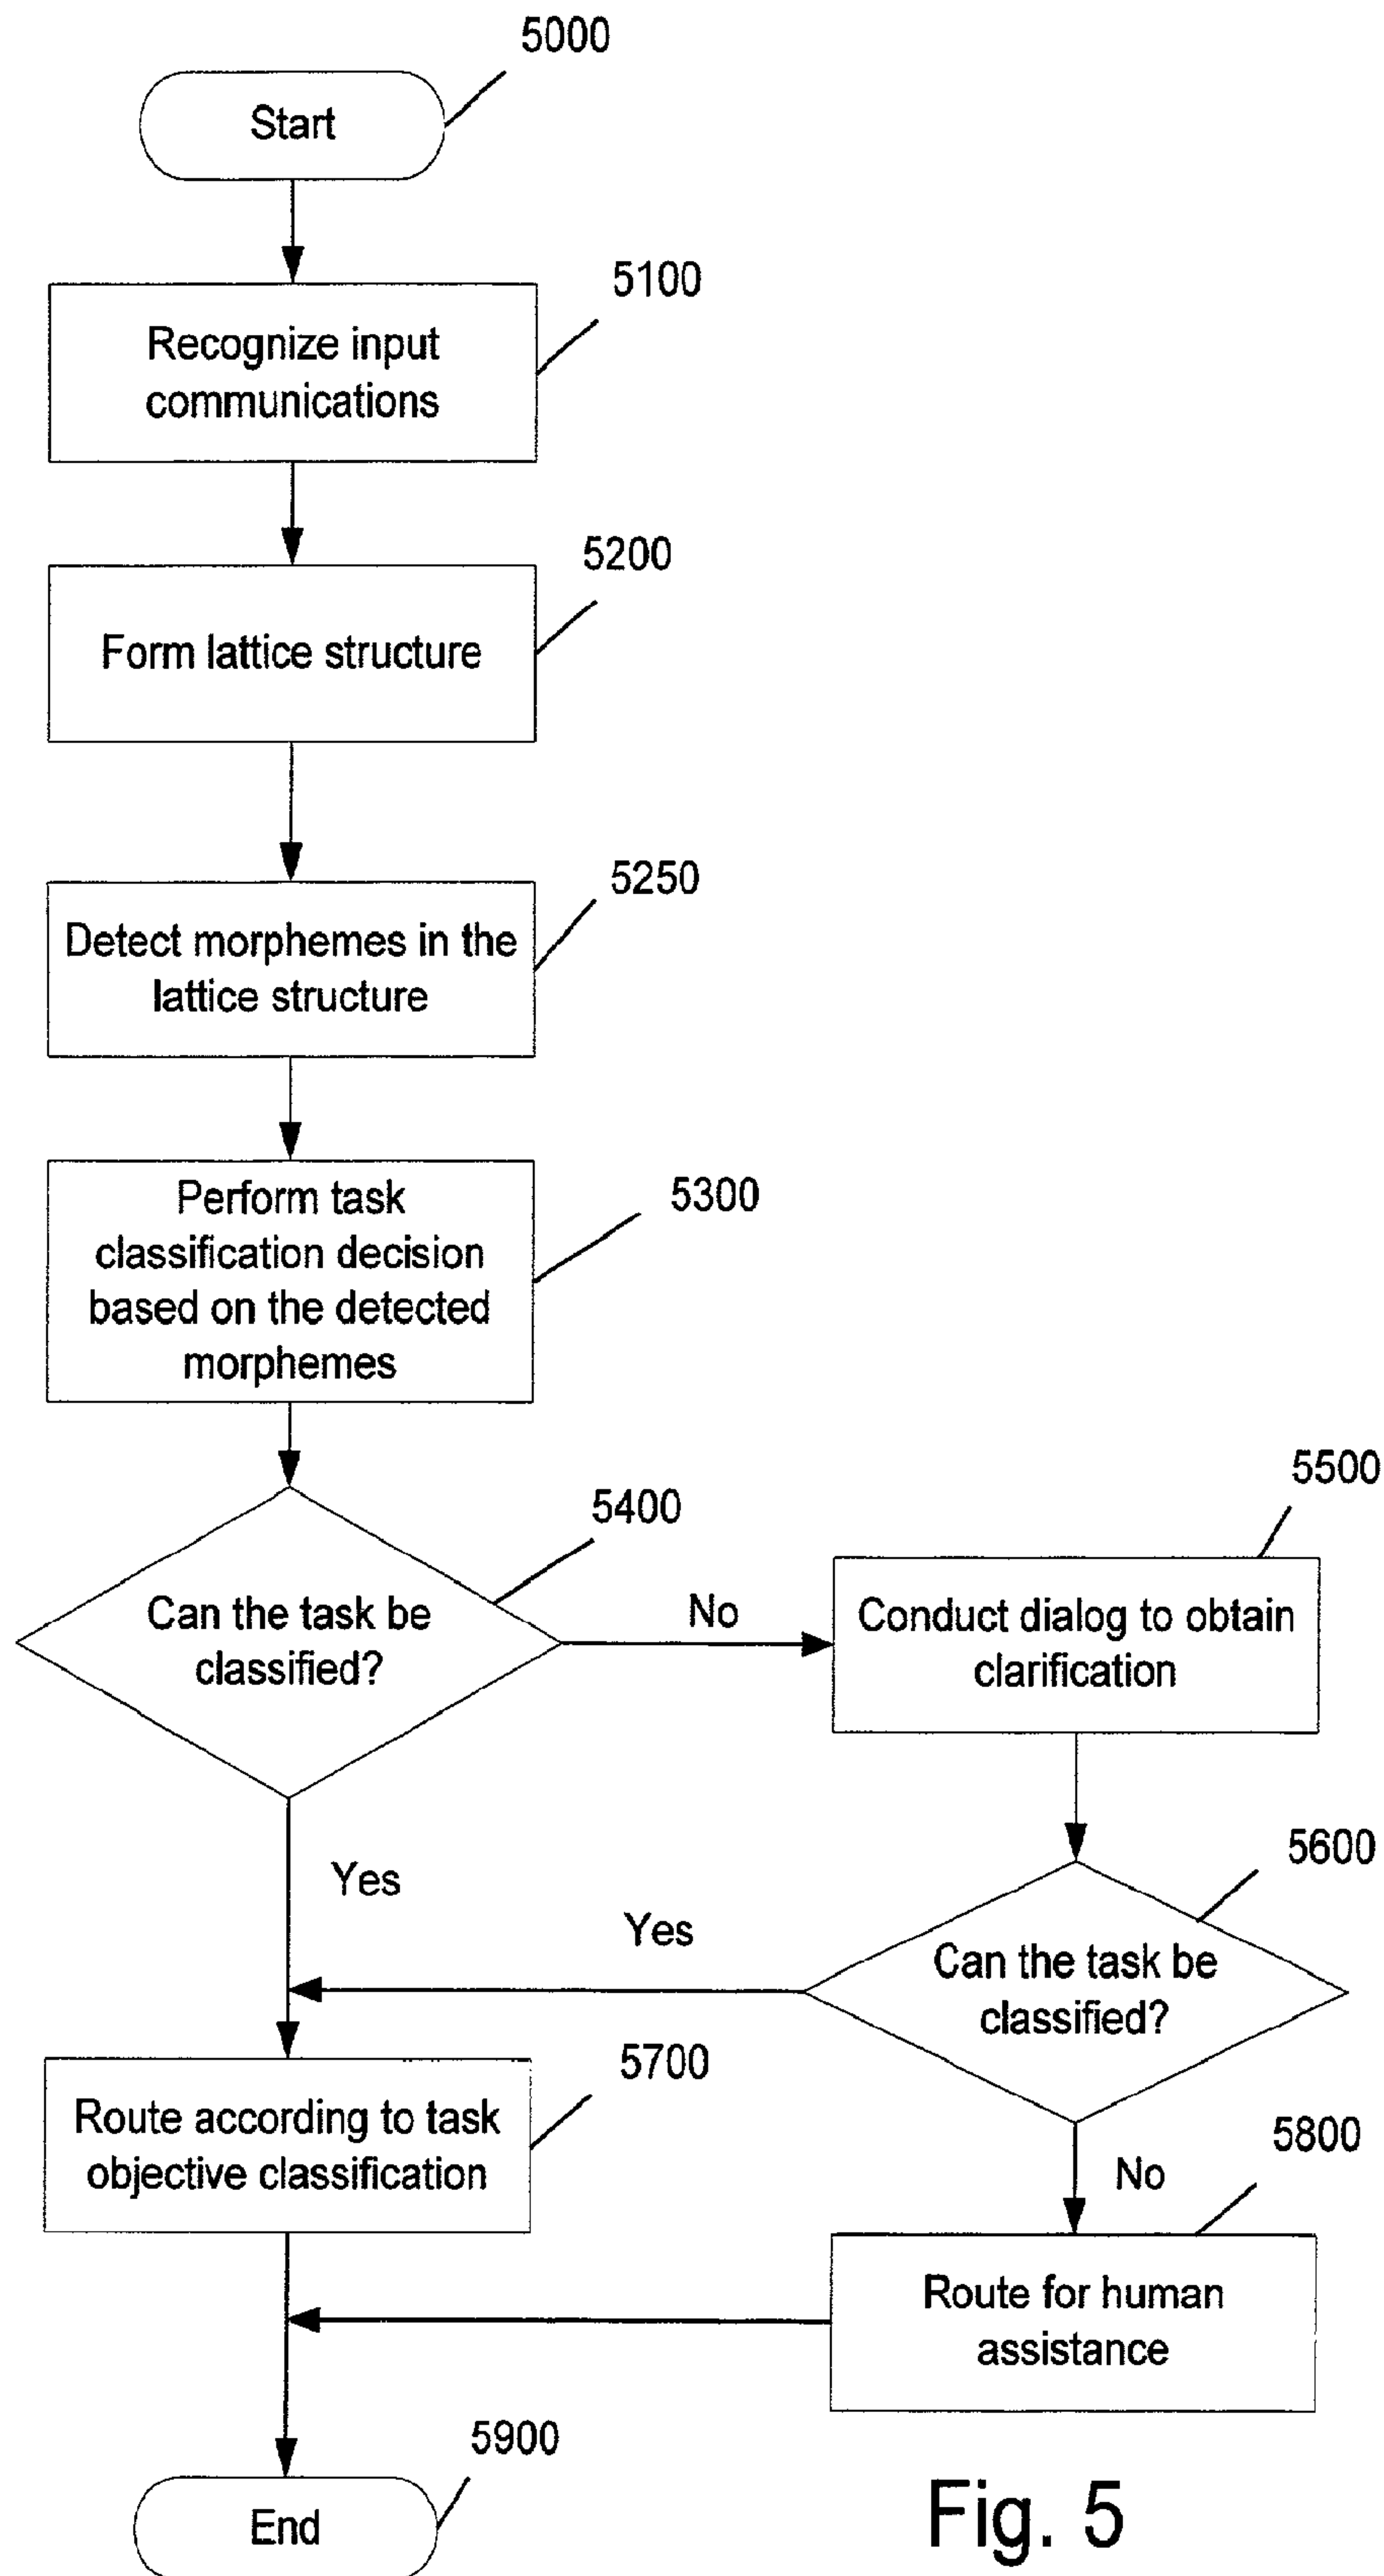 5000
Start
5100
Recognize input
communications
5200
Form lattice structure
5250
Detect morphemes in the
lattice structure
5300
Perform task
classification decision
based on the detected
morphemes
5400
Can the task be
classified?
No
5500
Conduct dialog to obtain
clarification
Yes
5600
Can the task be
classified?
Yes
5700
Route according to task
objective classification
No
5800
Route for human
assistance
5900
End
Fig. 5